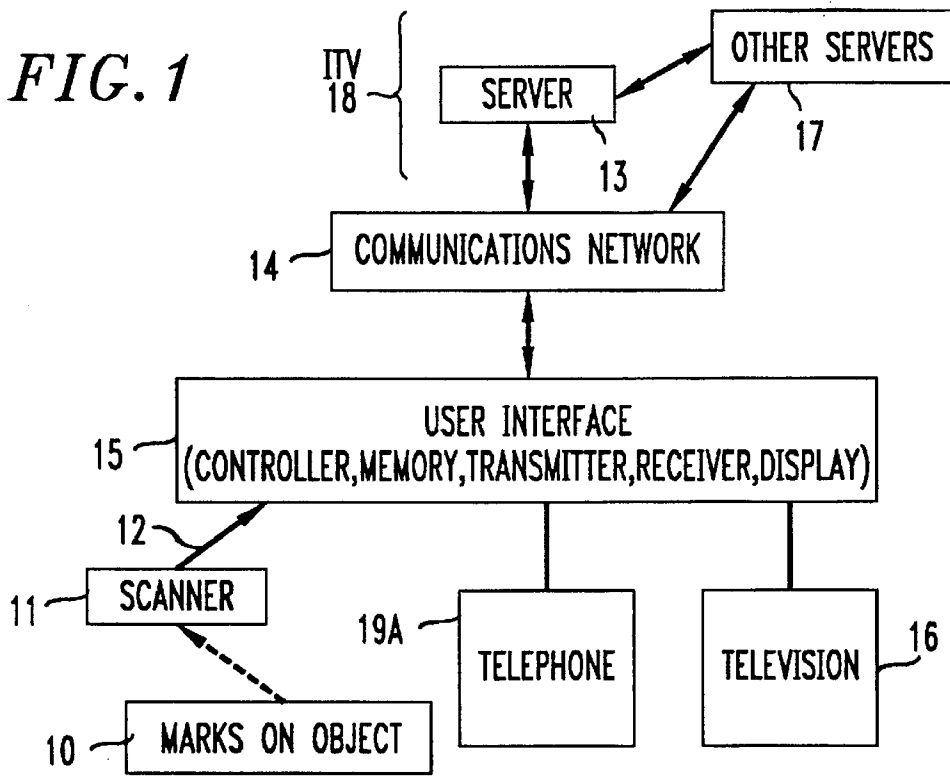 FIG. 1
ITV
18
SERVER
13
OTHER SERVERS
17
COMMUNICATIONS NETWORK
14
USER INTERFACE
(CONTROLLER,MEMORY,TRANSMITTER,RECEIVER,DISPLAY)
15
12
SCANNER
11
19A
TELEPHONE
TELEVISION
16
MARKS ON OBJECT
10